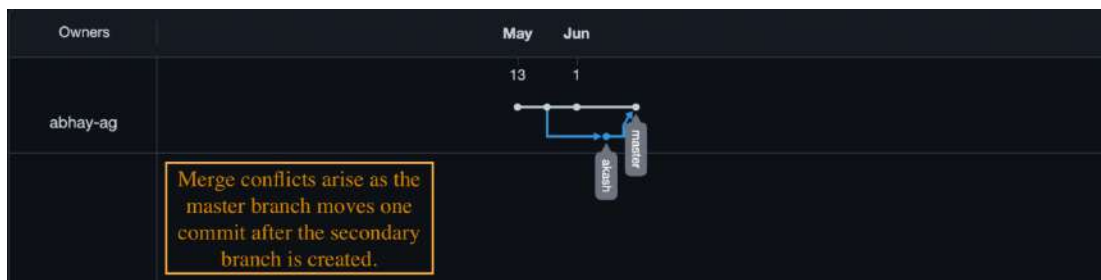 Owners
May Jun
13 1
abhay-ag
master
akash
Merge conflicts arise as the
master branch moves one
commit after the secondary
branch is created.